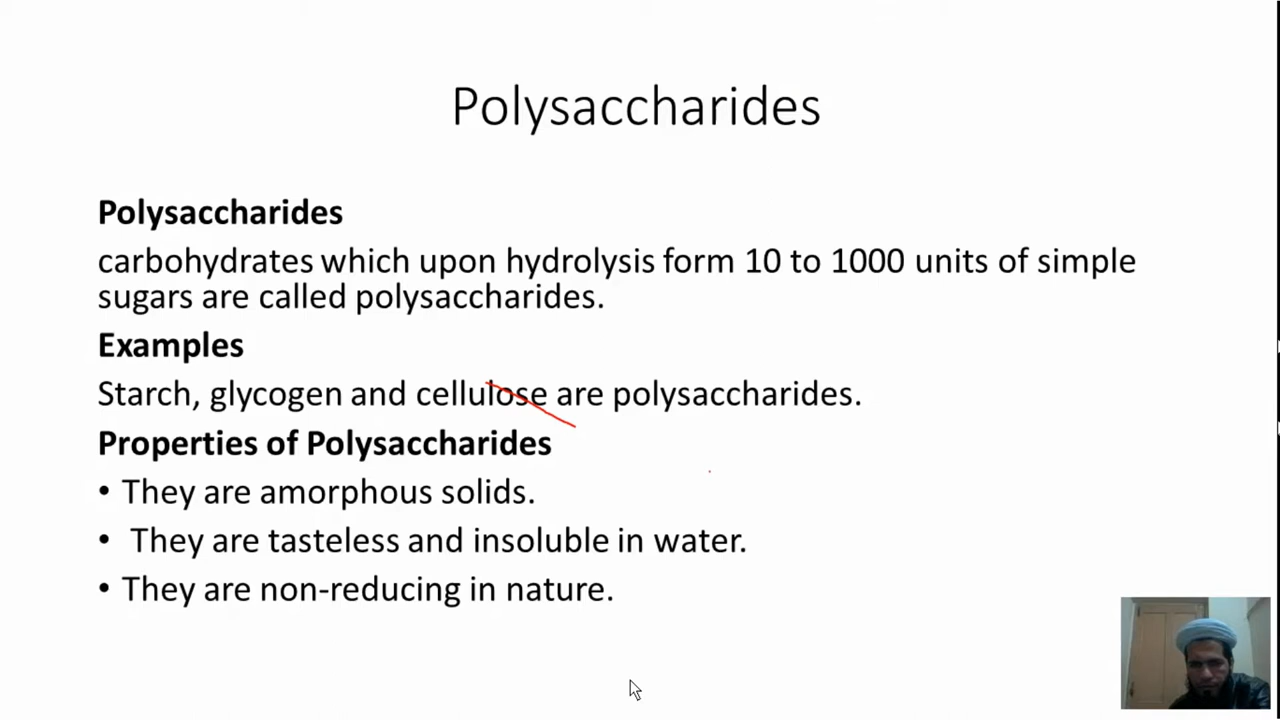 Polysaccharides
Polysaccharides
carbohydrates which upon hydrolysis form 10 to 1000 units of simple
sugars are called polysaccharides.
Examples
Starch, glycogen and cellulose are polysaccharides.
Properties of Polysaccharides
• They are amorphous solids.
• They are tasteless and insoluble in water.
• They are non-reducing in nature.